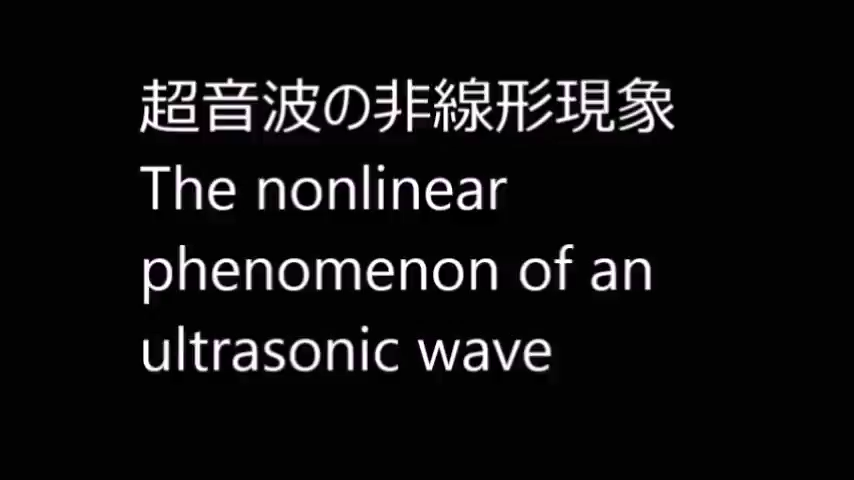 超音波の非線形現象
The nonlinear
phenomenon of an
ultrasonic wave